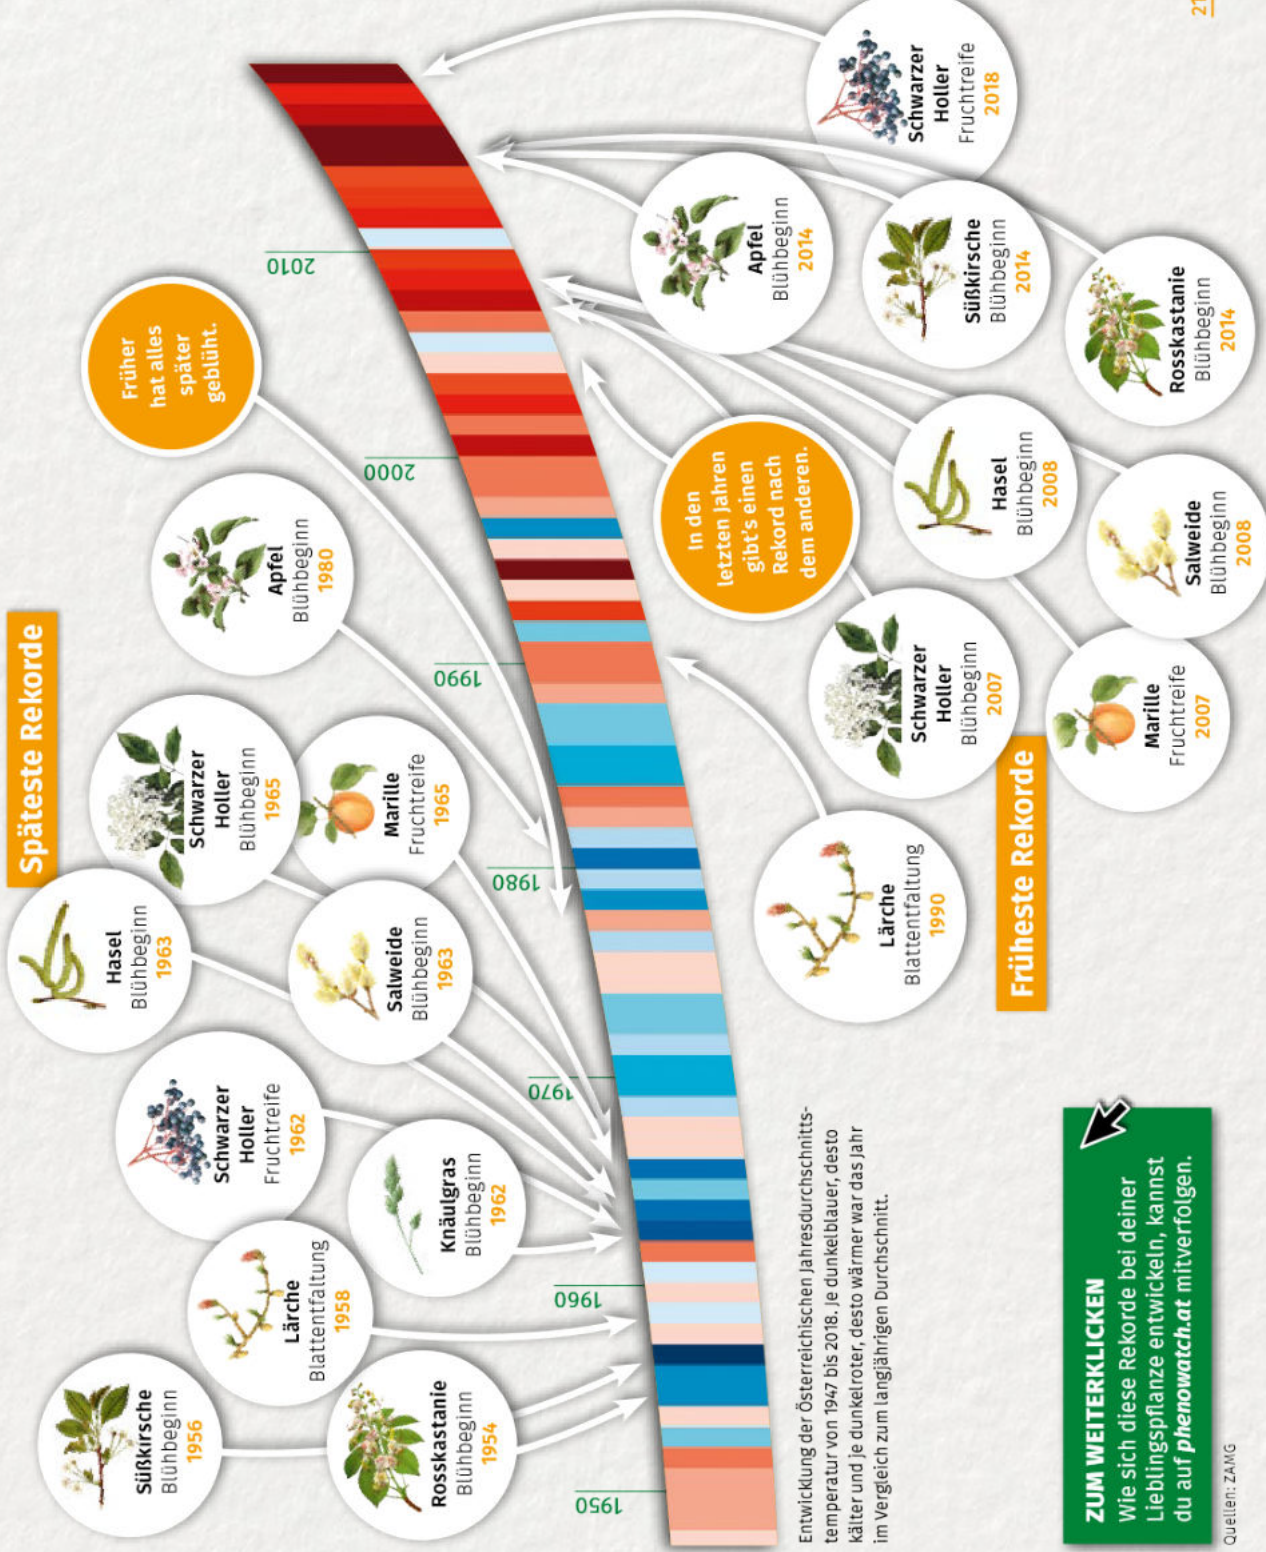 Späteste Rekorde
Süßkirsche
Blühbeginn
1956
Rosskastanie
Blühbeginn
1954
Lärche
Blattentfaltung
1958
Schwarzer
Holler
Fruchtreife
1962
Knäulgras
Blühbeginn
1962
Hasel
Blühbeginn
1963
Salweide
Blühbeginn
1963
Schwarzer
Holler
Blühbeginn
1965
Marille
Fruchtreife
1965
Apfel
Blühbeginn
1980
Früher
hat alles
später
geblüht.
1950
1960
1970
1980
1990
2000
2010
Entwicklung der Österreichischen Jahresdurchschnitts-
temperatur von 1947 bis 2018. Je dunkelblauer, desto
kälter und je dunkelroter, desto wärmer war das Jahr
im Vergleich zum langjährigen Durchschnitt.
Früheste Rekorde
Lärche
Blattentfaltung
1990
Schwarzer
Holler
Blühbeginn
2007
Marille
Fruchtreife
2007
In den
letzten Jahren
gibt's einen
Rekord nach
dem anderen.
Hasel
Blühbeginn
2008
Salweide
Blühbeginn
2008
Apfel
Blühbeginn
2014
Süßkirsche
Blühbeginn
2014
Rosskastanie
Blühbeginn
2014
Schwarzer
Holler
Fruchtreife
2018
ZUM WEITERKLICKEN
Wie sich diese Rekorde bei deiner
Lieblingspflanze entwickeln, kannst
du auf phenowatch.at mitverfolgen.
Quellen: ZAMG
21